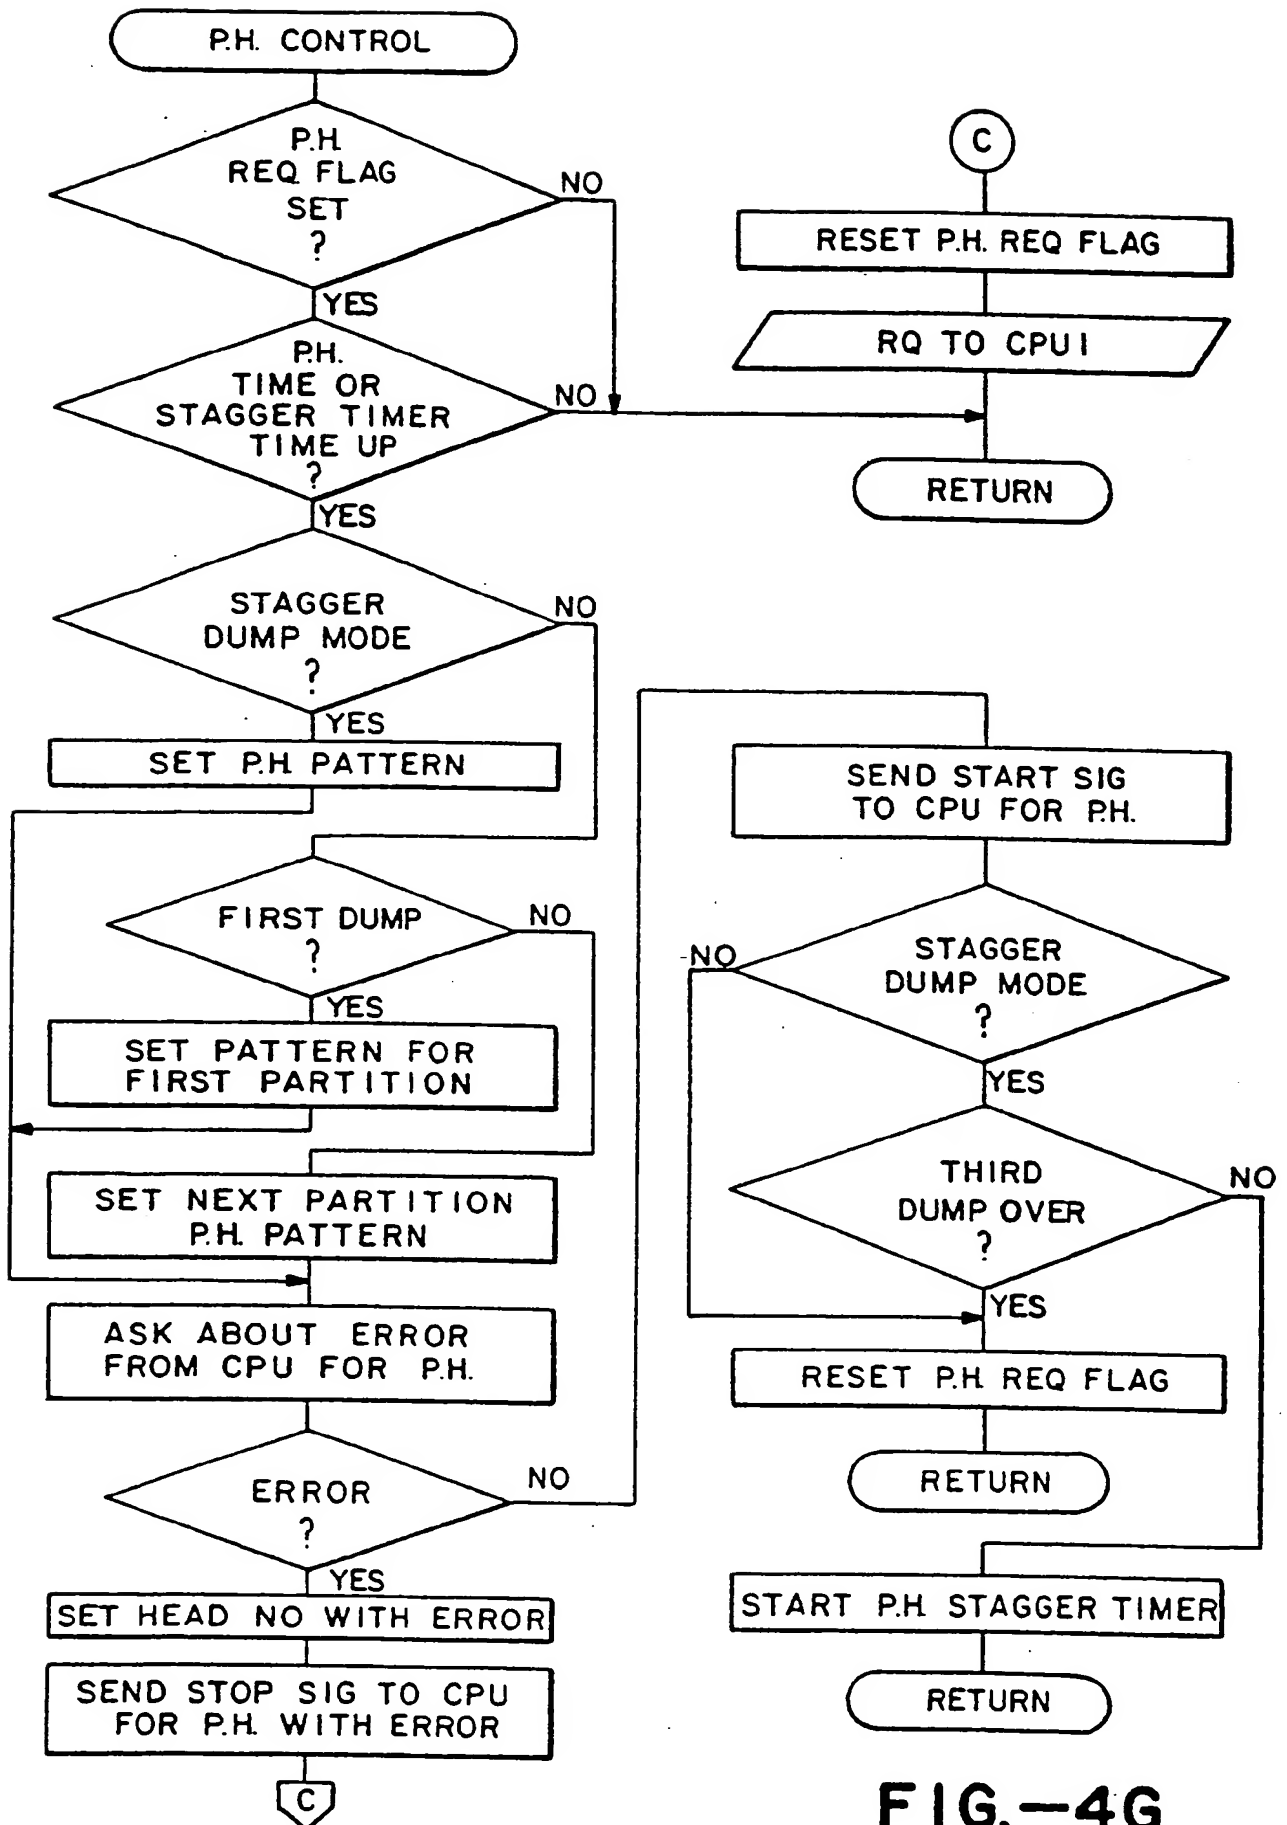 P.H. CONTROL
P.H.
REQ FLAG
SET
?
NO
YES
P.H.
TIME OR
STAGGER TIMER
TIME UP
?
NO
YES
STAGGER
DUMP MODE
?
NO
YES
SET P.H. PATTERN
FIRST DUMP
?
NO
YES
SET PATTERN FOR
FIRST PARTITION
SET NEXT PARTITION
P.H. PATTERN
ASK ABOUT ERROR
FROM CPU FOR P.H.
ERROR
?
NO
YES
SET HEAD NO WITH ERROR
SEND STOP SIG TO CPU
FOR P.H. WITH ERROR
C
C
RESET P.H. REQ FLAG
RQ TO CPU I
RETURN
SEND START SIG
TO CPU FOR P.H.
STAGGER
DUMP MODE
?
NO
YES
THIRD
DUMP OVER
?
NO
YES
RESET P.H. REQ FLAG
RETURN
START P.H. STAGGER TIMER
RETURN
FIG.—4G